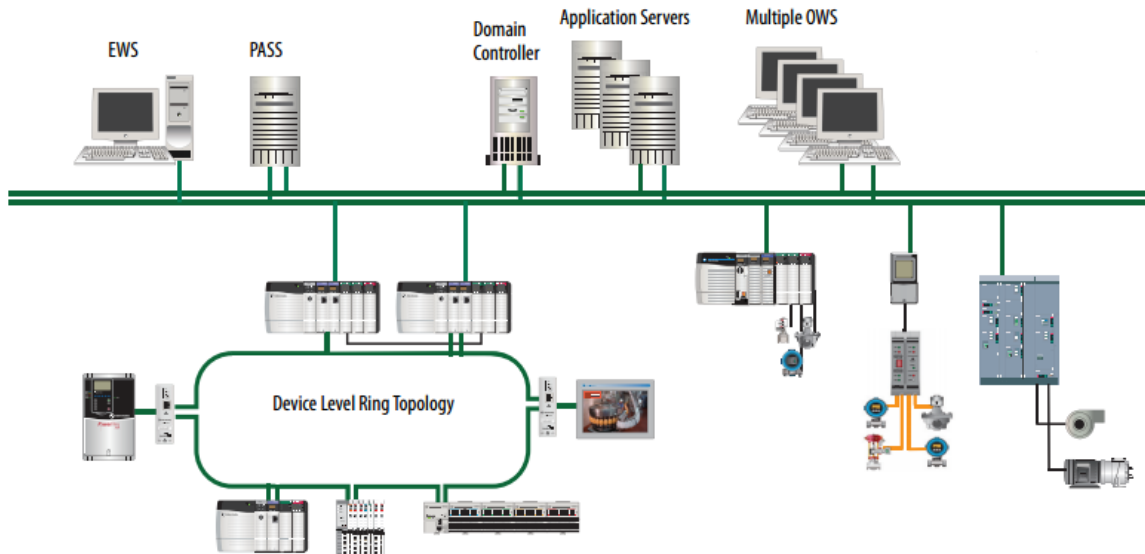 EWS
PASS
Domain
Controller
Application Servers
Multiple OWS
Device Level Ring Topology